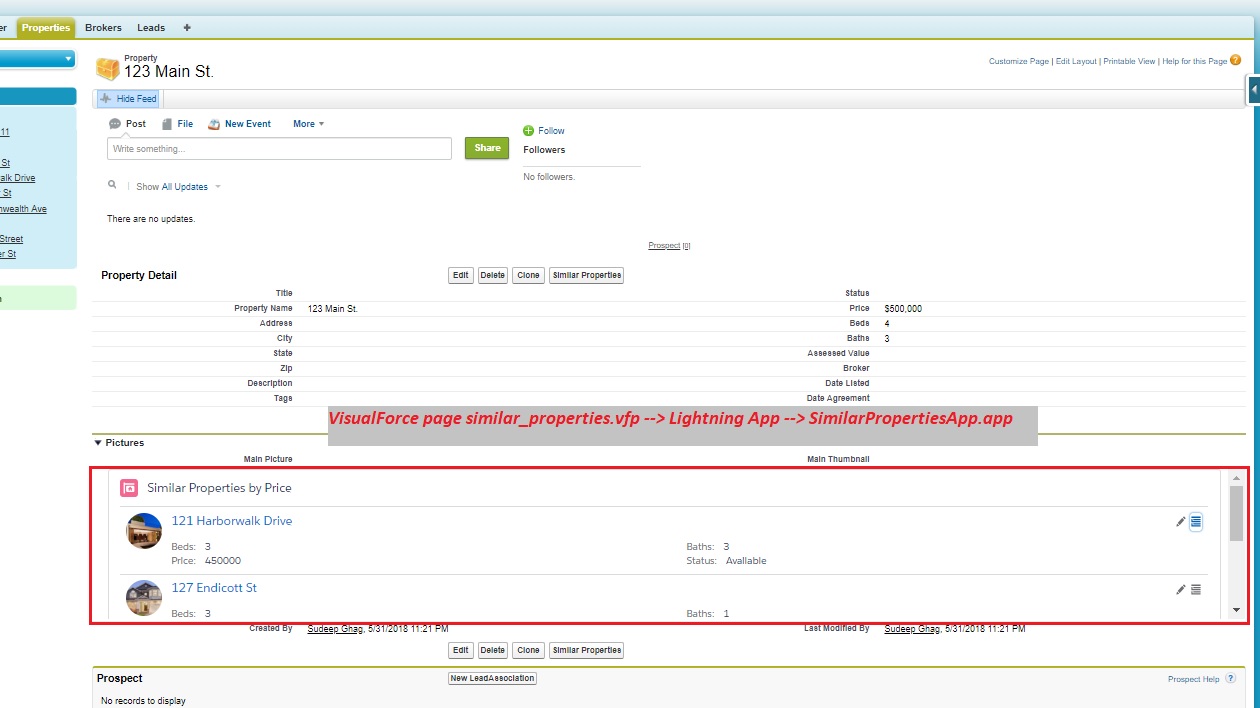 er Properties Brokers Leads +
Property
123 Main St.
Customize Page | Edit Layout | Printable View | Help for this Page ?
Hide Feed
11
St
alk Drive
St
nwealth Ave
Street
er St
Post File New Event More
Write something...
Share
Follow
Followers
No followers.
Show All Updates
There are no updates.
Prospect [0]
Property Detail Edit Delete Clone Similar Properties
Title Status
Property Name 123 Main St. Price $500,000
Address Beds 4
City Baths 3
State Assessed Value
Zip Broker
Description Date Listed
Tags Date Agreement
VisualForce page similar_properties.vfp --> Lightning App --> SimilarPropertiesApp.app
Pictures
Main Picture Main Thumbnail
Similar Properties by Price
121 Harborwalk Drive
Beds: 3 Baths: 3
Price: 450000 Status: Available
127 Endicott St
Beds: 3 Baths: 1
Created By Sudeep Ghag, 5/31/2018 11:21 PM Last Modified By Sudeep Ghag, 5/31/2018 11:21 PM
Edit Delete Clone Similar Properties
Prospect New LeadAssociation Prospect Help ?
No records to display